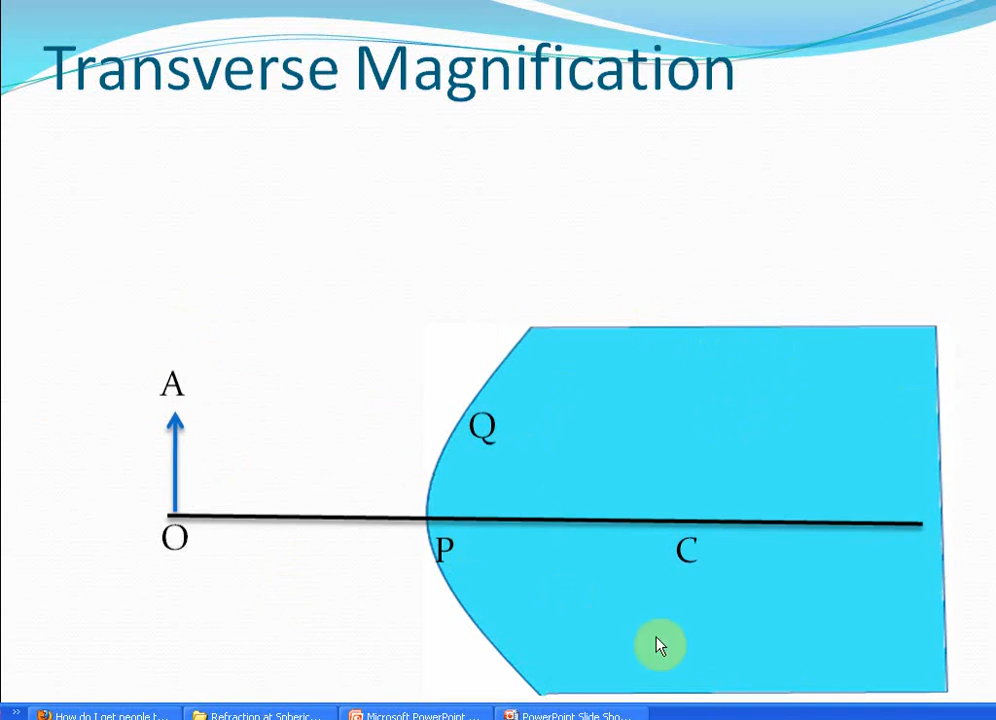 Transverse Magnification
A
Q
O
P
C
» How do I get people t... Refraction at Spheric... Microsoft PowerPoint ... PowerPoint Slide Sho...